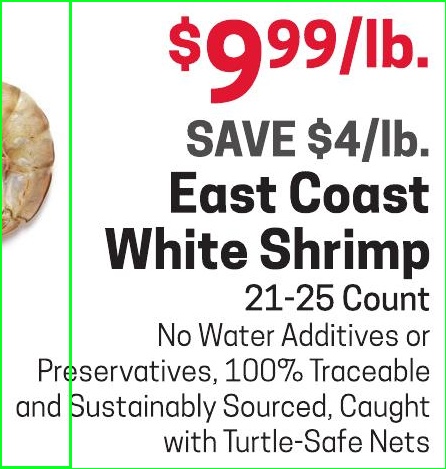 $9.99/lb.
SAVE $4/lb.
East Coast
White Shrimp
21-25 Count
No Water Additives or
Preservatives, 100% Traceable
and Sustainably Sourced, Caught
with Turtle-Safe Nets